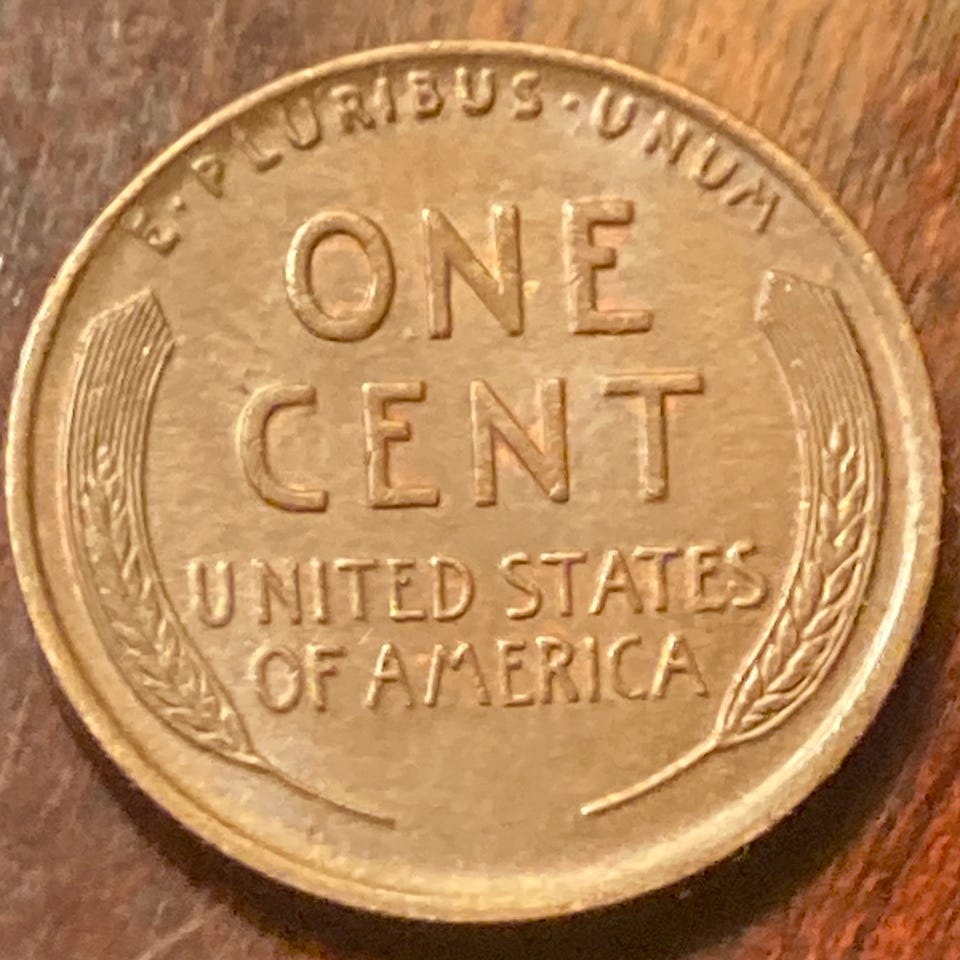 E·PLURIBUS·UNUM
ONE
CENT
UNITED STATES
OF AMERICA